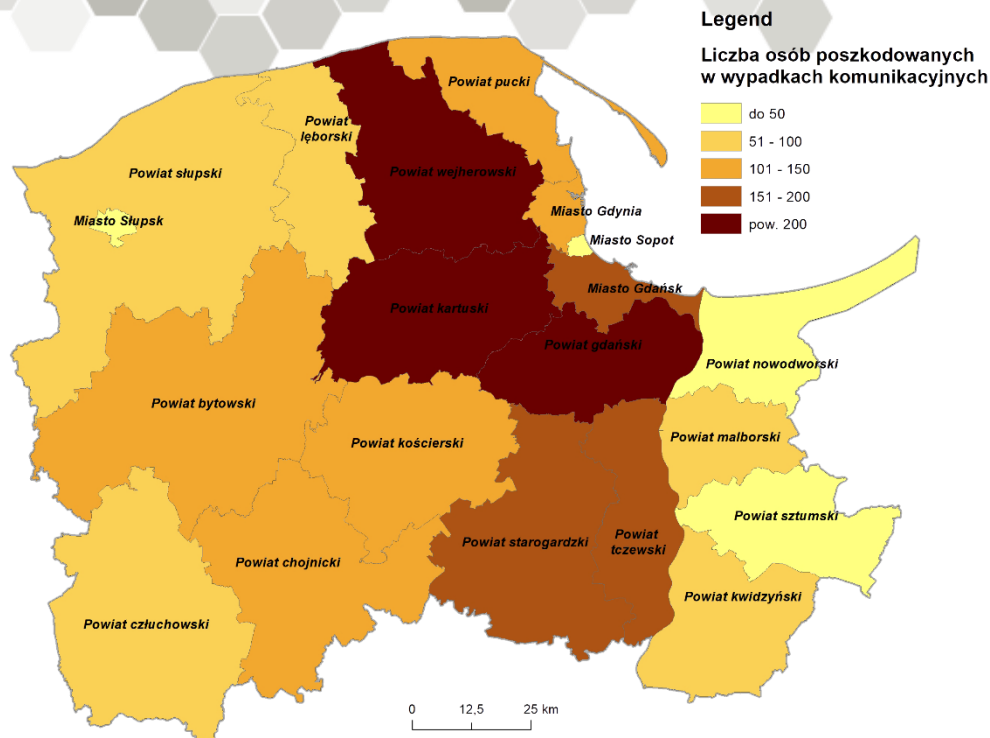 Legend
Liczba osób poszkodowanych
w wypadkach komunikacyjnych
do 50
51 - 100
101 - 150
151 - 200
pow. 200
Powiat pucki
Powiat
lęborski
Powiat słupski
Powiat wejherowski
Miasto Słupsk
Miasto Gdynia
Miasto Sopot
Miasto Gdańsk
Powiat kartuski
Powiat gdański
Powiat nowodworski
Powiat bytowski
Powiat kościerski
Powiat malborski
Powiat sztumski
Powiat starogardzki
Powiat
tczewski
Powiat chojnicki
Powiat kwidzyński
Powiat człuchowski
0 12,5 25 km